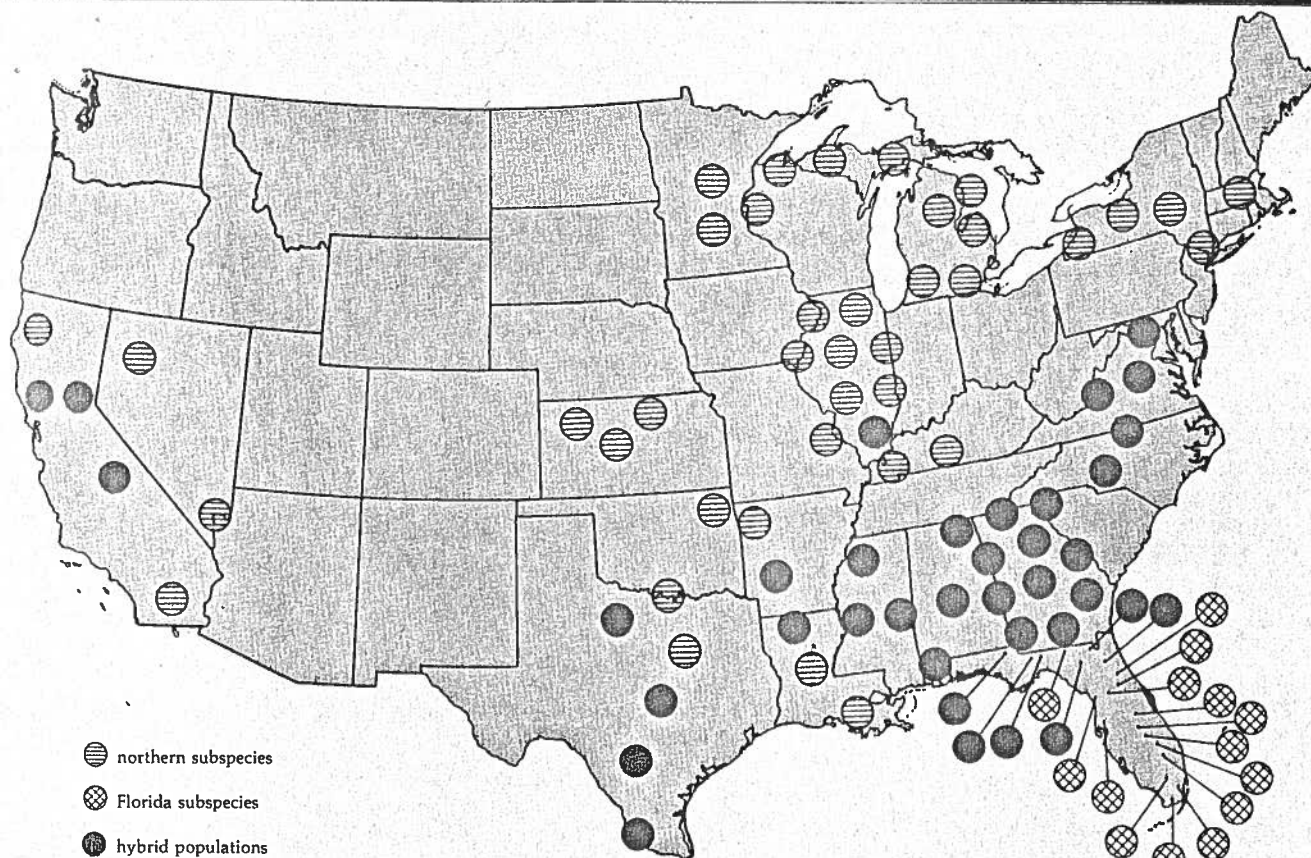 northern subspecies
Florida subspecies
hybrid populations